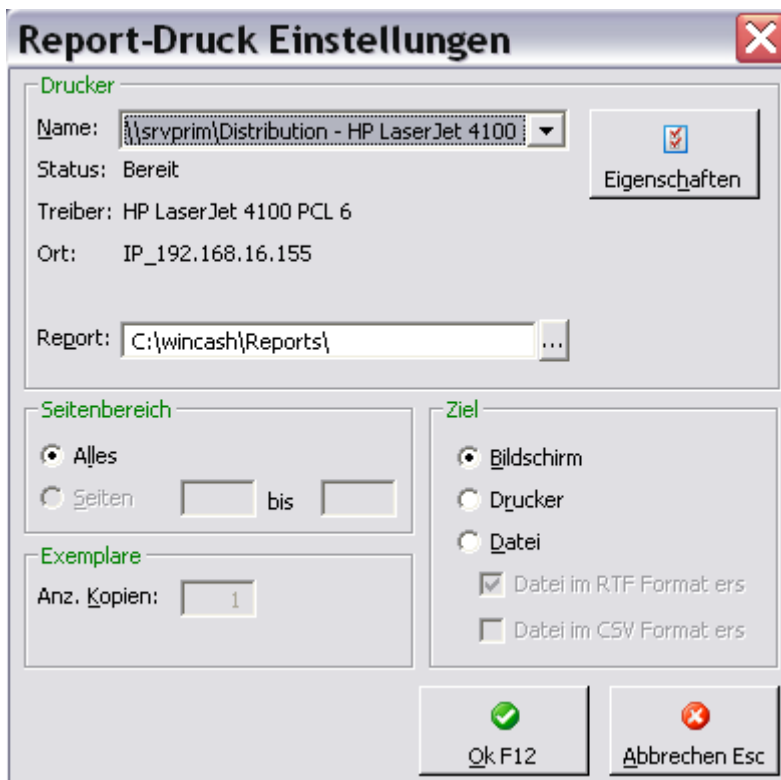 Report-Druck Einstellungen
Drucker
Name: \\srvprim\Distribution - HP LaserJet 4100
Eigenschaften
Status: Bereit
Treiber: HP LaserJet 4100 PCL 6
Ort: IP_192.168.16.155
Report: C:\wincash\Reports\ ...
Seitenbereich
Alles
Seiten bis
Exemplare
Anz. Kopien: 1
Ziel
Bildschirm
Drucker
Datei
Datei im RTF Format ers
Datei im CSV Format ers
Ok F12
Abbrechen Esc